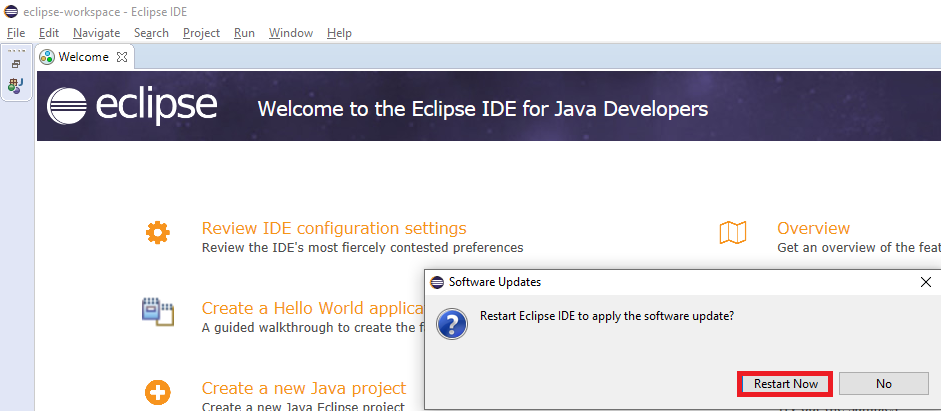 eclipse-workspace - Eclipse IDE
File Edit Navigate Search Project Run Window Help
Welcome
eclipse Welcome to the Eclipse IDE for Java Developers
Review IDE configuration settings
Review the IDE's most fiercely contested preferences
Overview
Get an overview of the feat
Create a Hello World applica
A guided walkthrough to create the f
Create a new Java project
Create a new Java Eclipse project
Software Updates
Restart Eclipse IDE to apply the software update?
Restart Now No